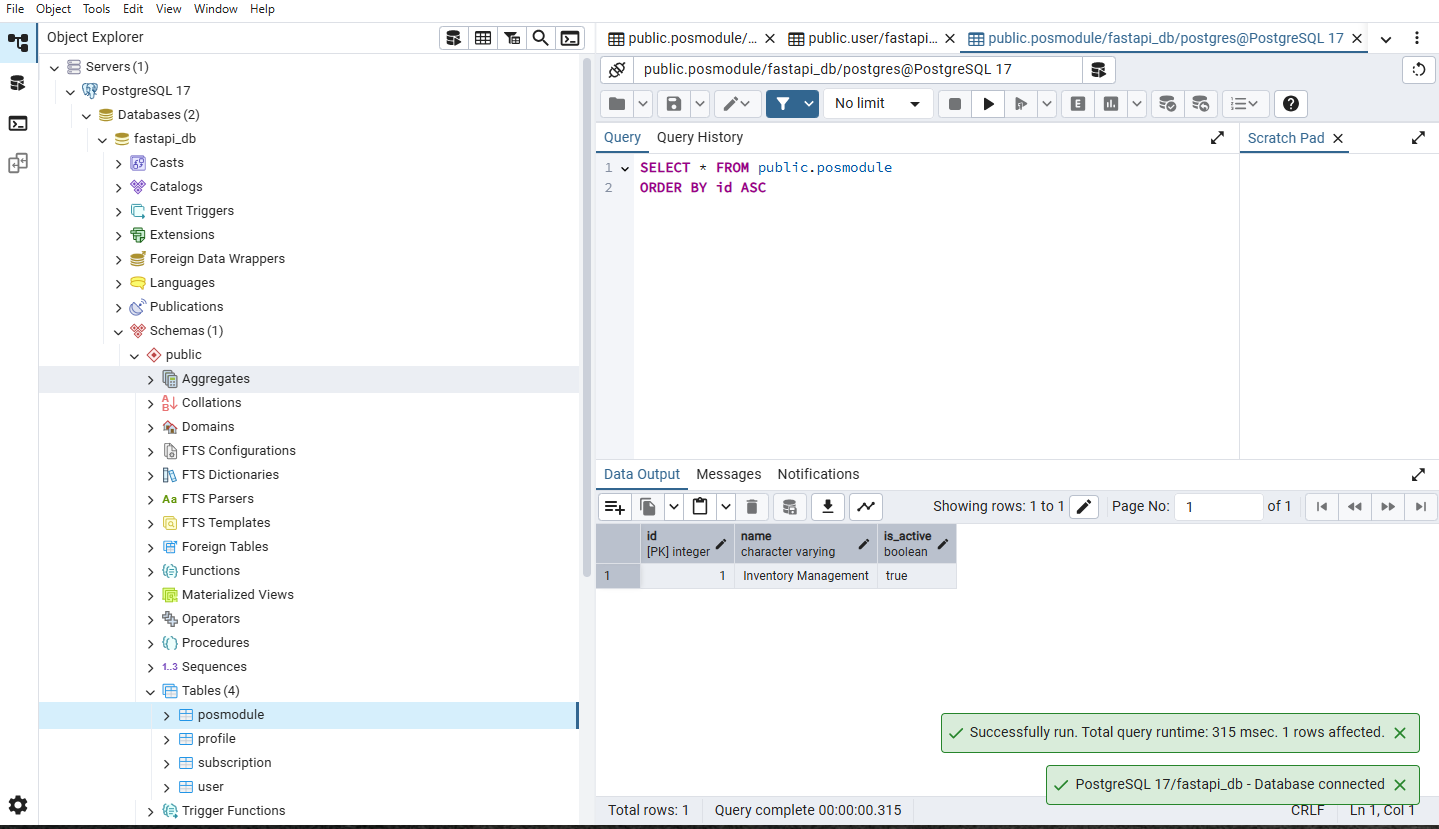 File Object Tools Edit View Window Help
Object Explorer
Servers (1)
PostgreSQL 17
Databases (2)
fastapi_db
Casts
Catalogs
Event Triggers
Extensions
Foreign Data Wrappers
Languages
Publications
Schemas (1)
public
Aggregates
Collations
Domains
FTS Configurations
FTS Dictionaries
Aa FTS Parsers
FTS Templates
Foreign Tables
Functions
Materialized Views
Operators
Procedures
1..3 Sequences
Tables (4)
posmodule
profile
subscription
user
Trigger Functions
public.posmodule/... public.user/fastapi... public.posmodule/fastapi_db/postgres@PostgreSQL 17
public.posmodule/fastapi_db/postgres@PostgreSQL 17
No limit E
Query Query History
Scratch Pad
1 SELECT * FROM public.posmodule
2 ORDER BY id ASC
Data Output Messages Notifications
Showing rows: 1 to 1 Page No: 1 of 1
id name is_active
[PK] integer character varying boolean
1 1 Inventory Management true
Successfully run. Total query runtime: 315 msec. 1 rows affected.
PostgreSQL 17/fastapi_db - Database connected
Total rows: 1 Query complete 00:00:00.315 CRLF Ln 1, Col 1